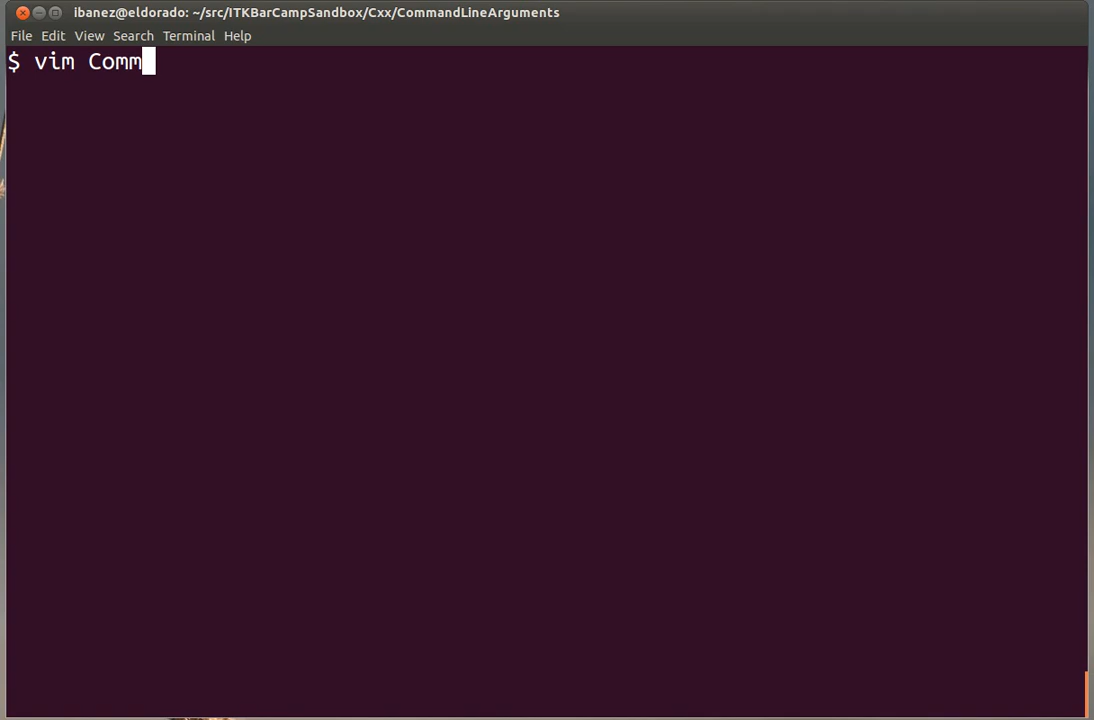 ibanez@eldorado: ~/src/ITKBarCampSandbox/Cxx/CommandLineArguments
File Edit View Search Terminal Help
$ vim Comm